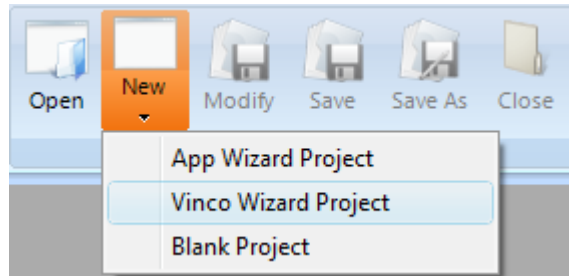 Open
New
Modify
Save
Save As
Close
App Wizard Project
Vinco Wizard Project
Blank Project